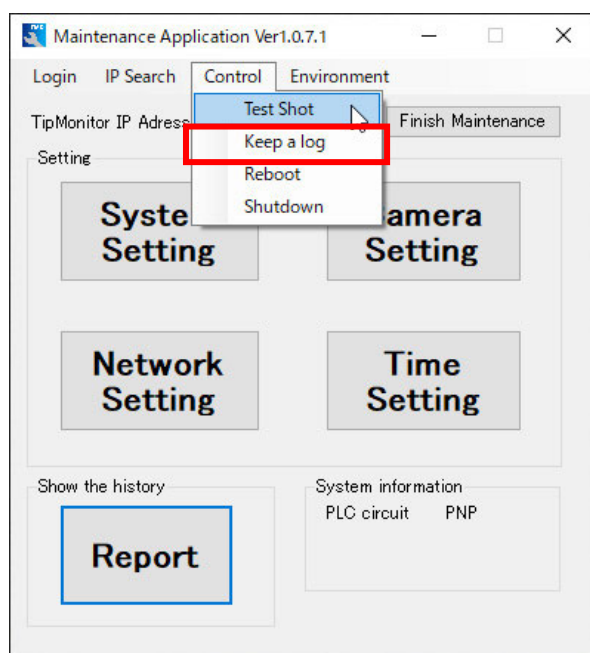 Maintenance Application Ver1.0.7.1
Login IP Search Control Environment
TipMonitor IP Adress
Test Shot
Finish Maintenance
Keep a log
Reboot
Shutdown
Setting
Syste
Setting
amera
Setting
Network
Setting
Time
Setting
Show the history
Report
System information
PLC circuit PNP